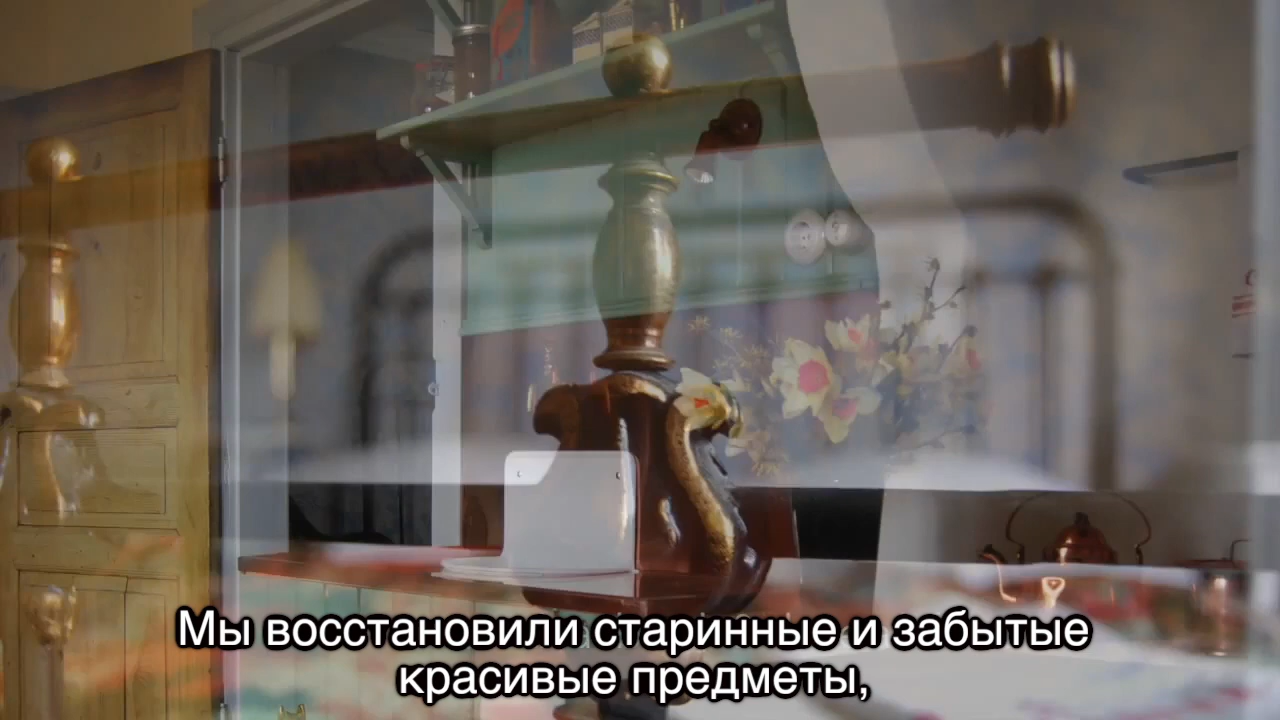 Мы восстановили старинные и забытые
красивые предметы,